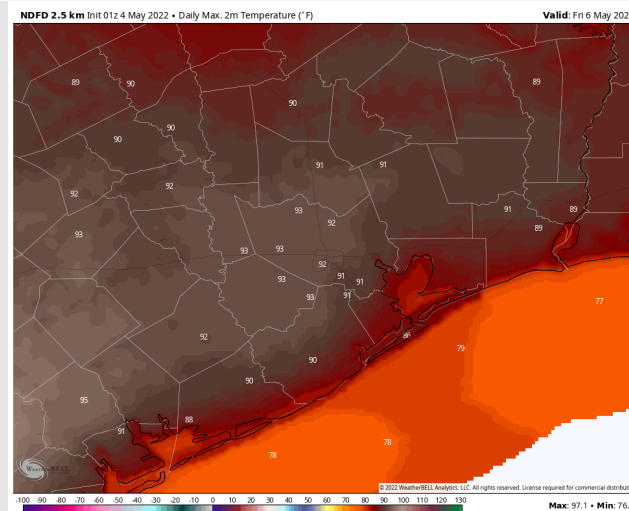 NDFD 2.5 km Init 01z 4 May 2022 • Daily Max. 2m Temperature (°F)
Valid: Fri 6 May 202
89 90 89
90
90 90
91 91
92 92
93 91 89
93 92 89
93 93
92
93 91 91
93 91
77
92 86
79
90
90
95
88
91
78
78
WeatherBELL
© 2022 WeatherBELL Analytics, LLC. All rights reserved. License required for commercial distribut
-100 -90 -80 -70 -60 -50 -40 -30 -20 -10 0 10 20 30 40 50 60 70 80 90 100 110 120 130
Max: 97.1 • Min: 76.